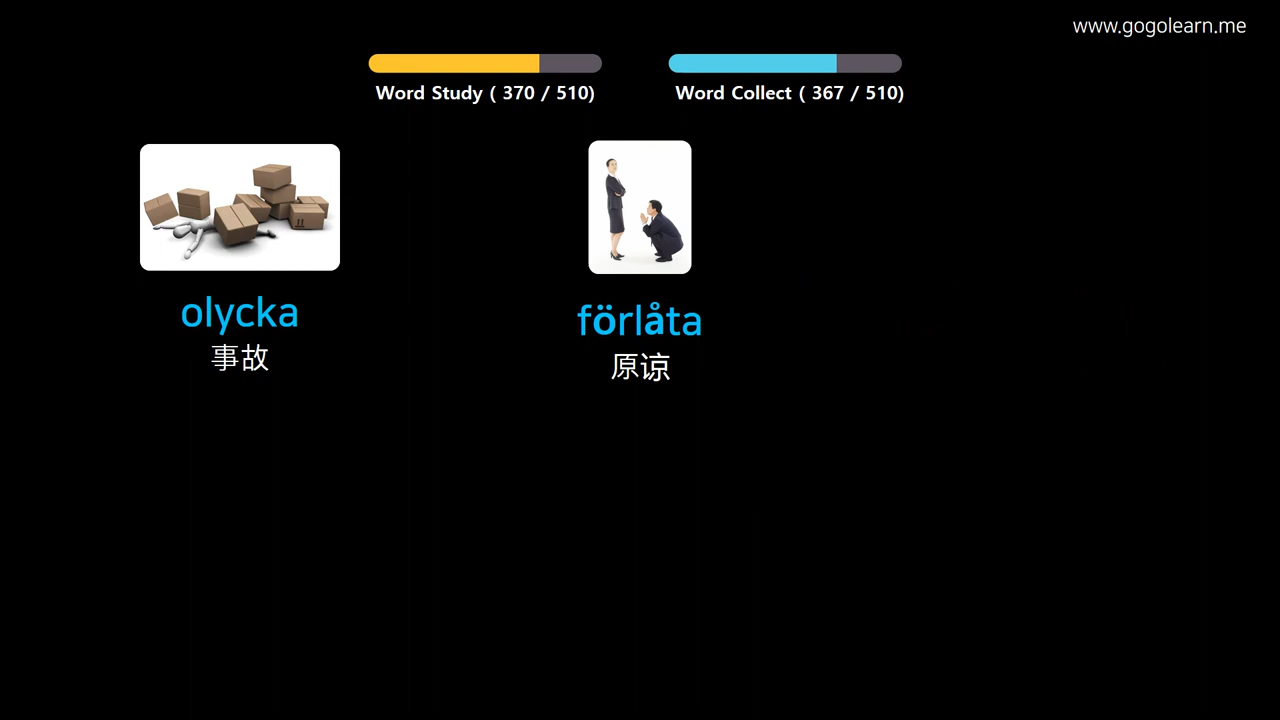 www.gogolearn.me
Word Study ( 370 / 510)
Word Collect ( 367 / 510)
olycka
事故
förlåta
原谅